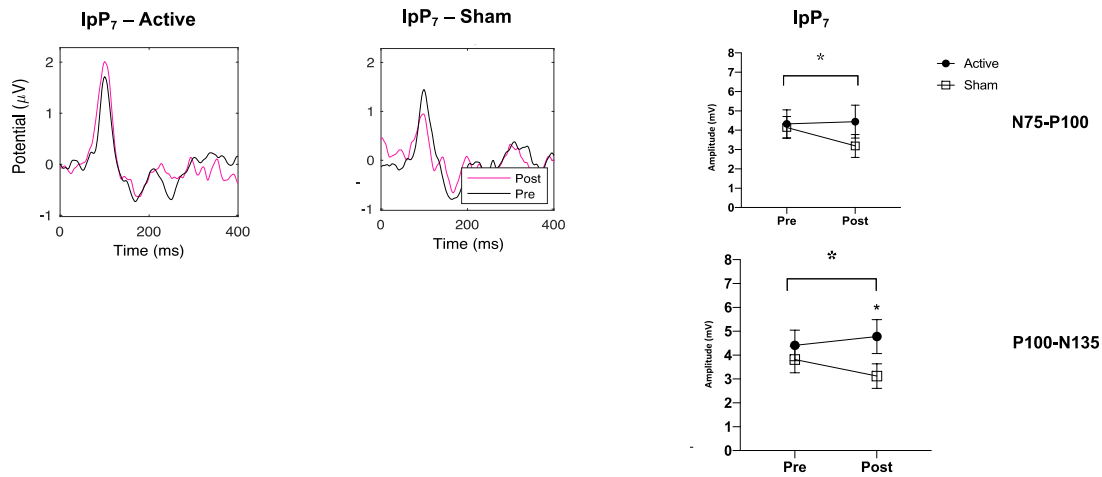 IpP₇ – Active
Potential (µV)
2
1
0
-1
0
200
400
Time (ms)
IpP₇ – Sham
2
1
0
-
-1
Post
Pre
0
200
400
Time (ms)
IpP₇
Amplitude (mV)
8
7
6
5
4
3
2
1
0
*
Pre
Post
Active
Sham
N75-P100
Amplitude (mV)
8
7
6
5
4
3
2
1
0
*
*
-
Pre
Post
P100-N135